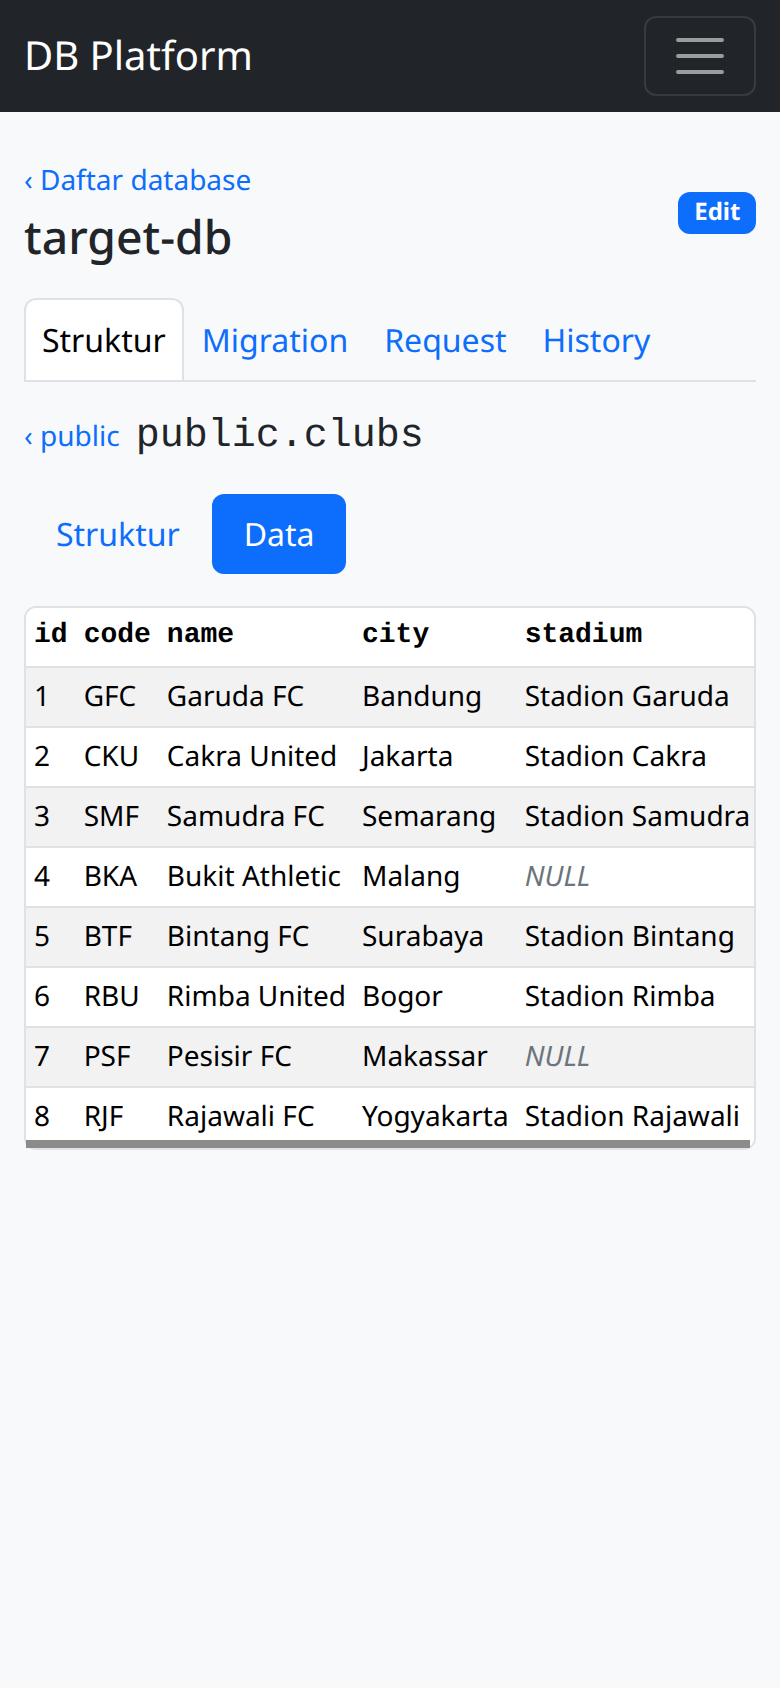 DB Platform
‹ Daftar database
target-db
Edit
Struktur Migration Request History
‹ public public.clubs
Struktur Data
id code name city stadium
1 GFC Garuda FC Bandung Stadion Garuda
2 CKU Cakra United Jakarta Stadion Cakra
3 SMF Samudra FC Semarang Stadion Samudra
4 BKA Bukit Athletic Malang NULL
5 BTF Bintang FC Surabaya Stadion Bintang
6 RBU Rimba United Bogor Stadion Rimba
7 PSF Pesisir FC Makassar NULL
8 RJF Rajawali FC Yogyakarta Stadion Rajawali